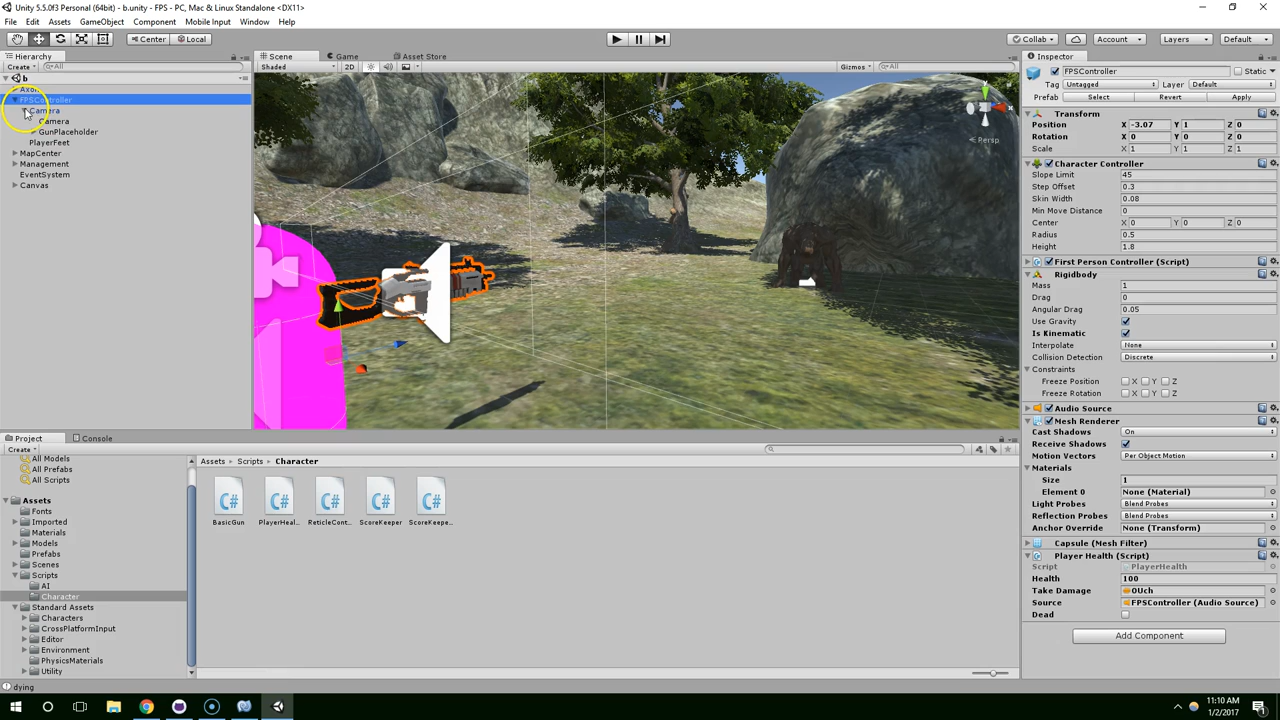 Unity 5.5.0f3 Personal (64bit) - b.unity - FPS - PC, Mac & Linux Standalone <DX11>
File Edit Assets GameObject Component Mobile Input Window Help
Center Local Collab Account Layers Default
Hierarchy
Create All
b
FPSController
Camera
Camera
GunPlaceholder
PlayerFeet
MapCenter
Management
EventSystem
Canvas
Scene Game Asset Store
Shaded 2D Gizmos All
Persp
Inspector
FPSController Static
Tag Untagged Layer Default
Prefab Select Revert Apply
Transform
Position X -3.07 Y 1 Z 0
Rotation X 0 Y 0 Z 0
Scale X 1 Y 1 Z 1
Character Controller
Slope Limit 45
Step Offset 0.3
Skin Width 0.08
Min Move Distance 0
Center X 0 Y 0 Z 0
Radius 0.5
Height 1.8
First Person Controller (Script)
Rigidbody
Mass 1
Drag 0
Angular Drag 0.05
Use Gravity
Is Kinematic
Interpolate None
Collision Detection Discrete
Constraints
Freeze Position X Y Z
Freeze Rotation X Y Z
Audio Source
Mesh Renderer
Cast Shadows On
Receive Shadows
Motion Vectors Per Object Motion
Materials
Size 1
Element 0 None (Material)
Light Probes Blend Probes
Reflection Probes Blend Probes
Anchor Override None (Transform)
Capsule (Mesh Filter)
Player Health (Script)
Script PlayerHealth
Health 100
Take Damage OUch
Source FPSController (Audio Source)
Dead
Add Component
Project Console
Create
All Models
All Prefabs
All Scripts
Assets
Fonts
Imported
Materials
Models
Prefabs
Scenes
Scripts
AI
Character
Standard Assets
Characters
CrossPlatformInput
Editor
Environment
PhysicsMaterials
Utility
Assets Scripts Character
C# C# C# C# C#
BasicGun PlayerHeal... ReticleCont... ScoreKeeper ScoreKeepe...
dying
11:10 AM
1/2/2017